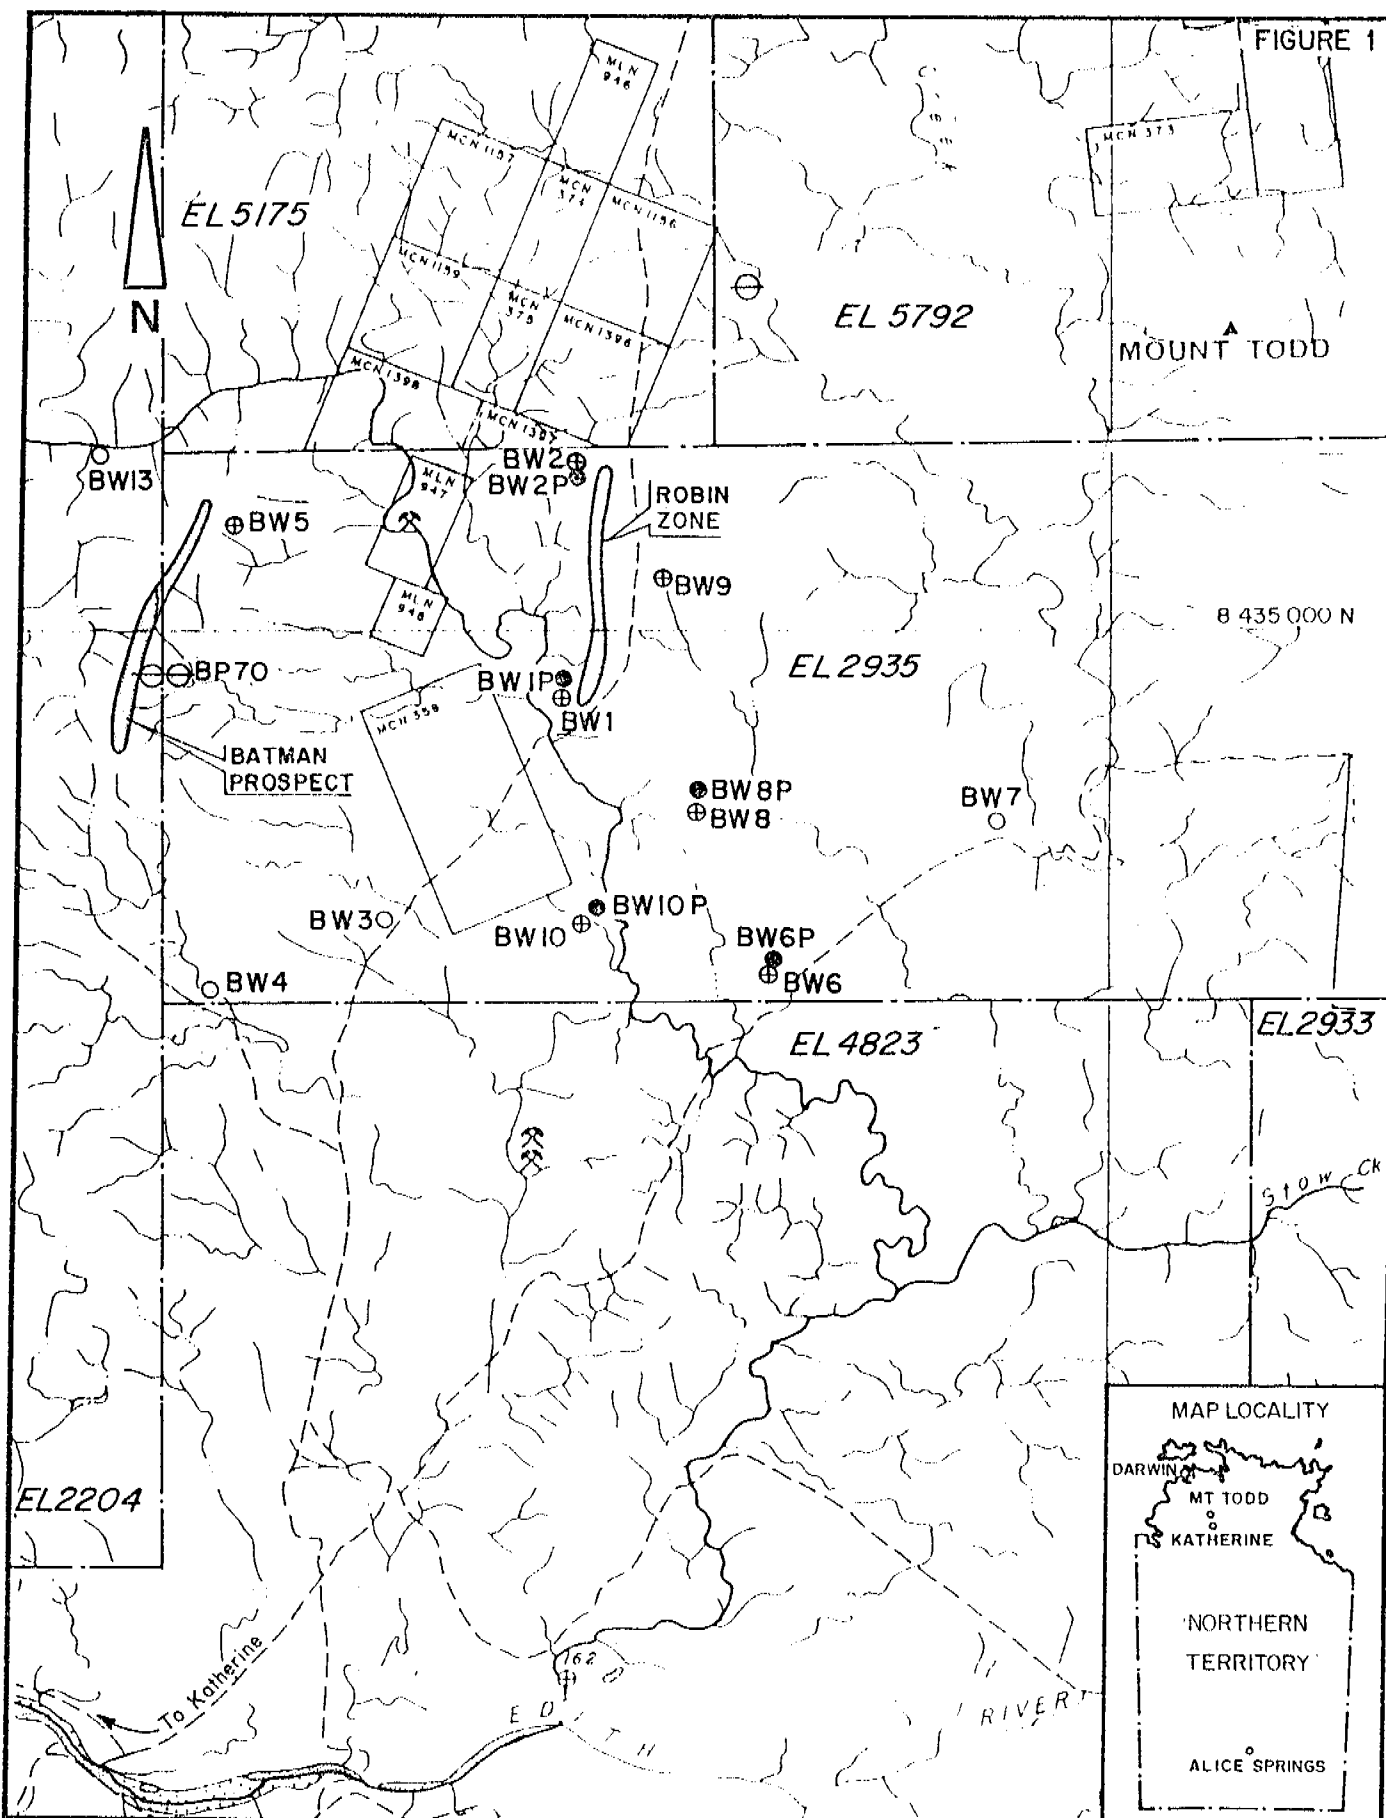 FIGURE 1
MLN
946
MCN 1157
MCN
374
MCN 1156
MCN 373
EL 5175
N
MCN 1159
MCN
375
MCN 1396
EL 5792
MOUNT TODD
MCN 1398
MCN 1397
BW13
BW2
BW2P
MLN
947
ROBIN
ZONE
BW5
BW9
MLN
948
8 435 000 N
BP70
BW1P
EL 2935
BW1
MCN 359
BATMAN
PROSPECT
BW8P
BW8
BW7
BW3
BW10P
BW10
BW6P
BW6
BW4
EL 4823
EL2933
Stow Ck
EL2204
To Katherine
162
EDITH
RIVER
MAP LOCALITY
DARWIN
MT TODD
KATHERINE
NORTHERN
TERRITORY
ALICE SPRINGS